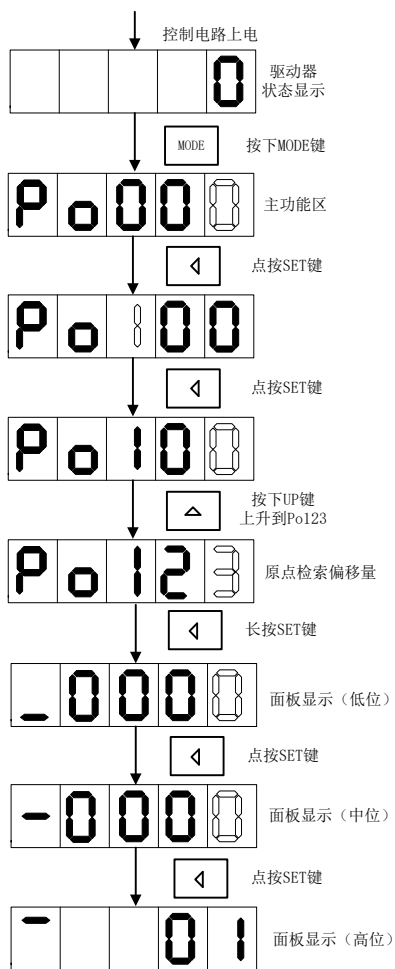 控制电路上电
0
驱动器
状态显示
MODE
按下MODE键
Po000
主功能区
点按SET键
Po100
点按SET键
Po100
按下UP键
上升到Po123
Po123
原点检索偏移量
长按SET键
_0000
面板显示（低位）
点按SET键
-0000
面板显示（中位）
点按SET键
‾ 01
面板显示（高位）